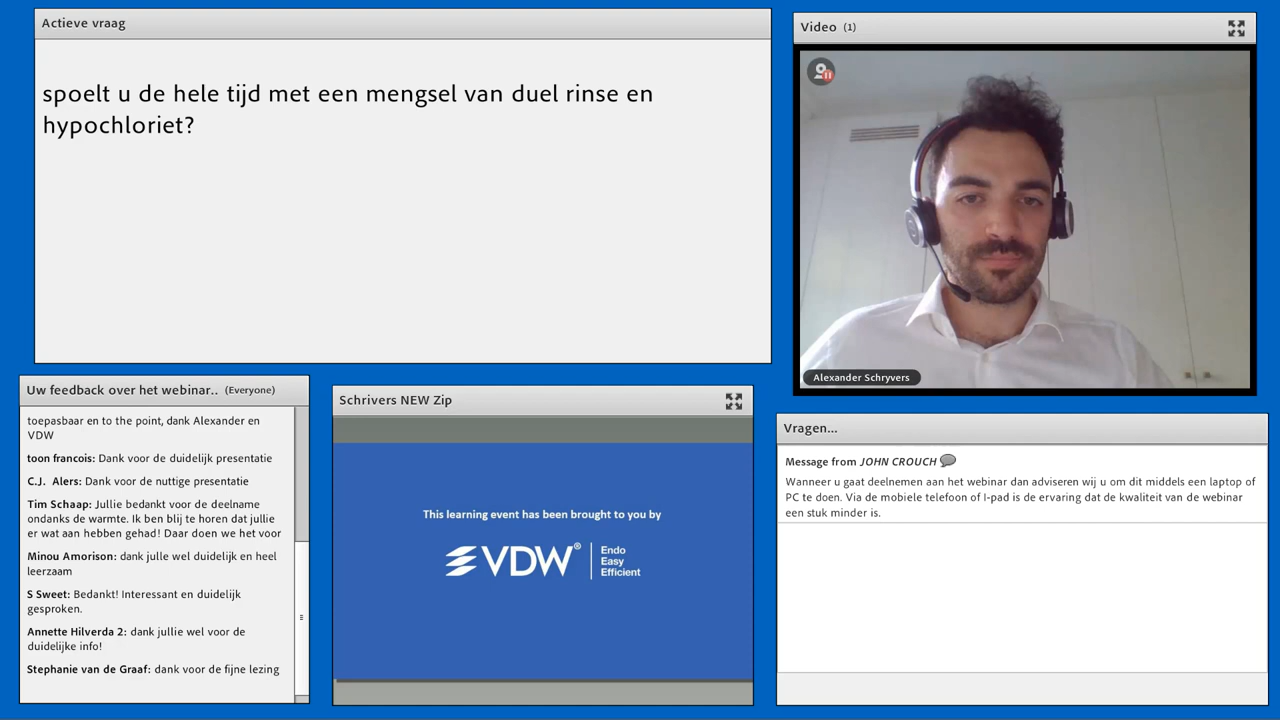 Actieve vraag
spoelt u de hele tijd met een mengsel van duel rinse en
hypochloriet?
Video (1)
Alexander Schryvers
Uw feedback over het webinar.. (Everyone)
toepasbaar en to the point, dank Alexander en
VDW
toon francois: Dank voor de duidelijk presentatie
C.J. Alers: Dank voor de nuttige presentatie
Tim Schaap: Jullie bedankt voor de deelname
ondanks de warmte. Ik ben blij te horen dat jullie
er wat aan hebben gehad! Daar doen we het voor
Minou Amorison: dank julle wel duidelijk en heel
leerzaam
S Sweet: Bedankt! Interessant en duidelijk
gesproken.
Annette Hilverda 2: dank jullie wel voor de
duidelijke info!
Stephanie van de Graaf: dank voor de fijne lezing
Schrivers NEW Zip
This learning event has been brought to you by
VDW®
Endo
Easy
Efficient
Vragen...
Message from JOHN CROUCH
Wanneer u gaat deelnemen aan het webinar dan adviseren wij u om dit middels een laptop of
PC te doen. Via de mobiele telefoon of I-pad is de ervaring dat de kwaliteit van de webinar
een stuk minder is.